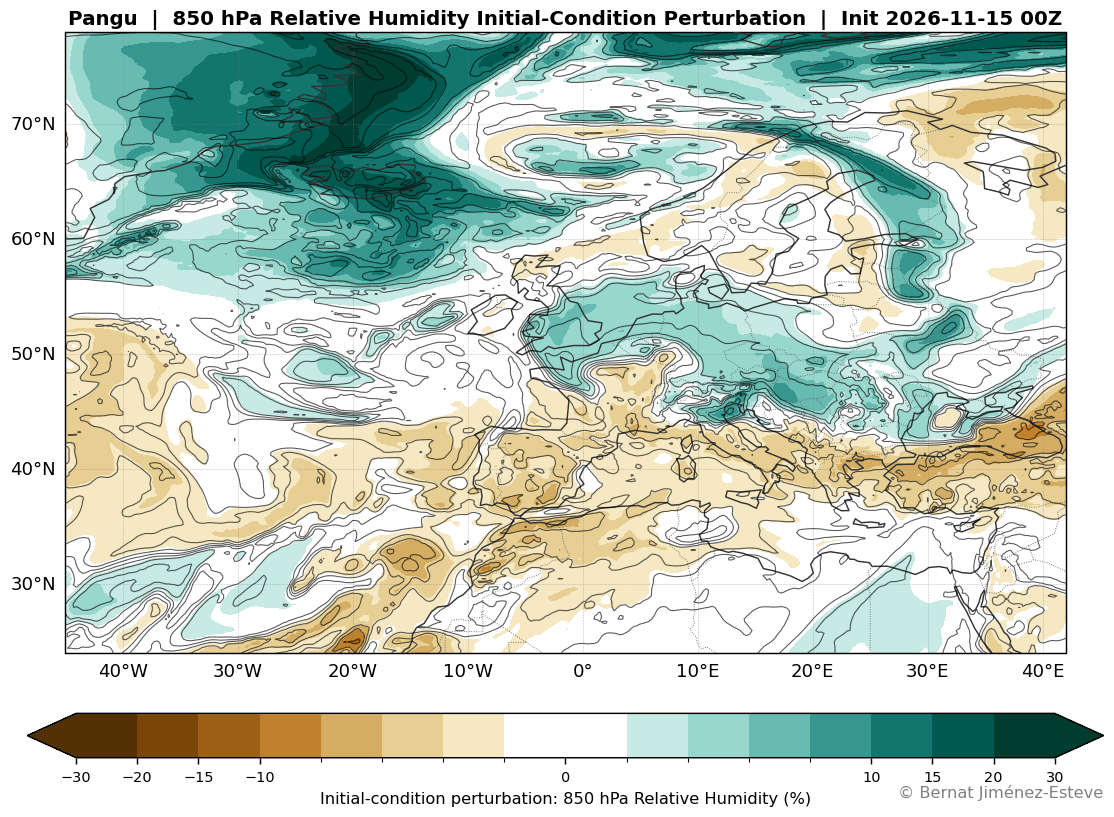 Pangu | 850 hPa Relative Humidity Initial-Condition Perturbation | Init 2026-11-15 00Z
70°N
60°N
50°N
40°N
30°N
40°W 30°W 20°W 10°W 0° 10°E 20°E 30°E 40°E
−30 −20 −15 −10 0 10 15 20 30
Initial-condition perturbation: 850 hPa Relative Humidity (%)
© Bernat Jiménez-Esteve